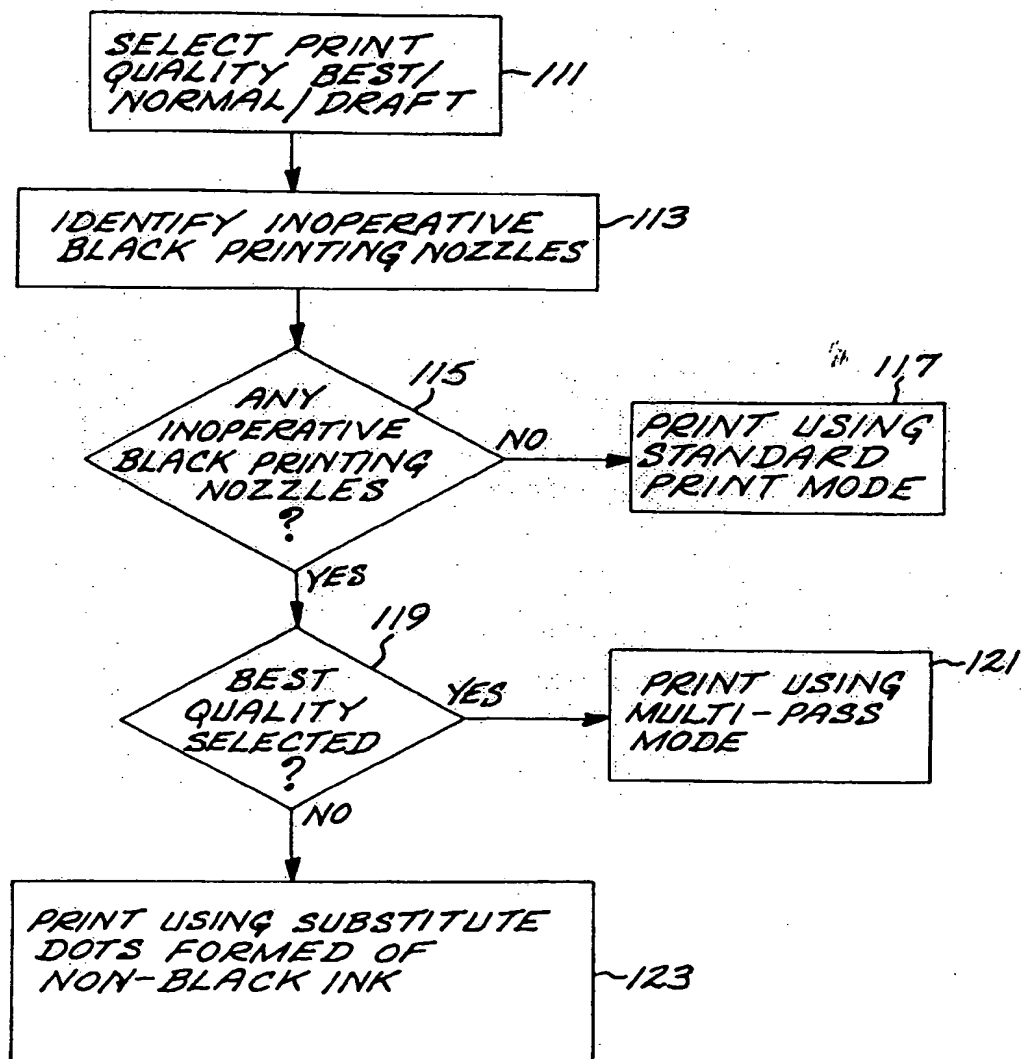 SELECT PRINT
QUALITY BEST/
NORMAL/DRAFT
111
IDENTIFY INOPERATIVE
BLACK PRINTING NOZZLES
113
ANY
INOPERATIVE
BLACK PRINTING
NOZZLES
?
115
NO
117
PRINT USING
STANDARD
PRINT MODE
YES
BEST
QUALITY
SELECTED
?
119
YES
121
PRINT USING
MULTI-PASS
MODE
NO
PRINT USING SUBSTITUTE
DOTS FORMED OF
NON-BLACK INK
123